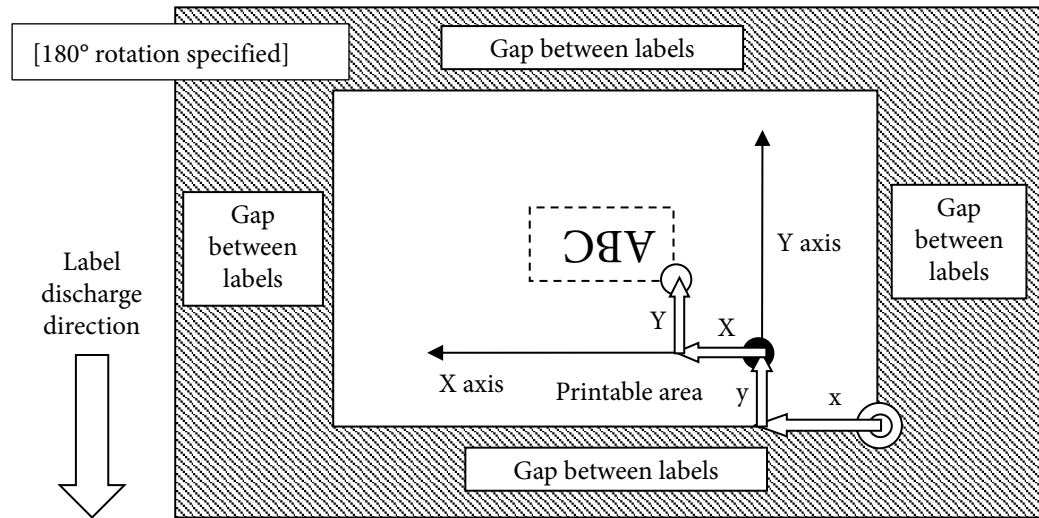 [180° rotation specified]
Gap between labels
Gap
between
labels
Gap
between
labels
Label
discharge
direction
ABC
Y axis
Y
X
X axis
Printable area
y
x
Gap between labels